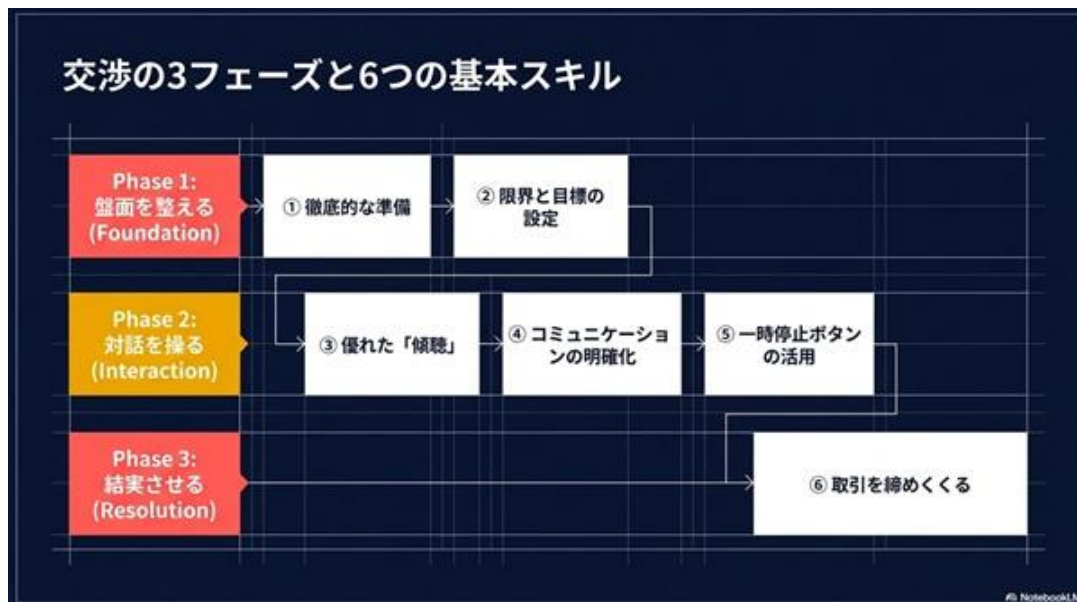 交渉の3フェーズと6つの基本スキル
Phase 1:
盤面を整える
(Foundation)
① 徹底的な準備
② 限界と目標の
設定
Phase 2:
対話を操る
(Interaction)
③ 優れた「傾聴」
④ コミュニケーショ
ンの明確化
⑤ 一時停止ボタン
の活用
Phase 3:
結実させる
(Resolution)
⑥ 取引を締めくくる
NotebookLM